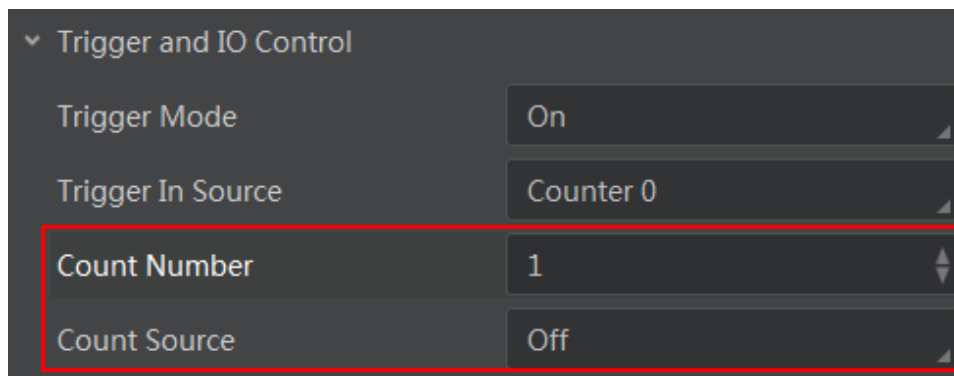 Trigger and IO Control
Trigger Mode On
Trigger In Source Counter 0
Count Number 1
Count Source Off